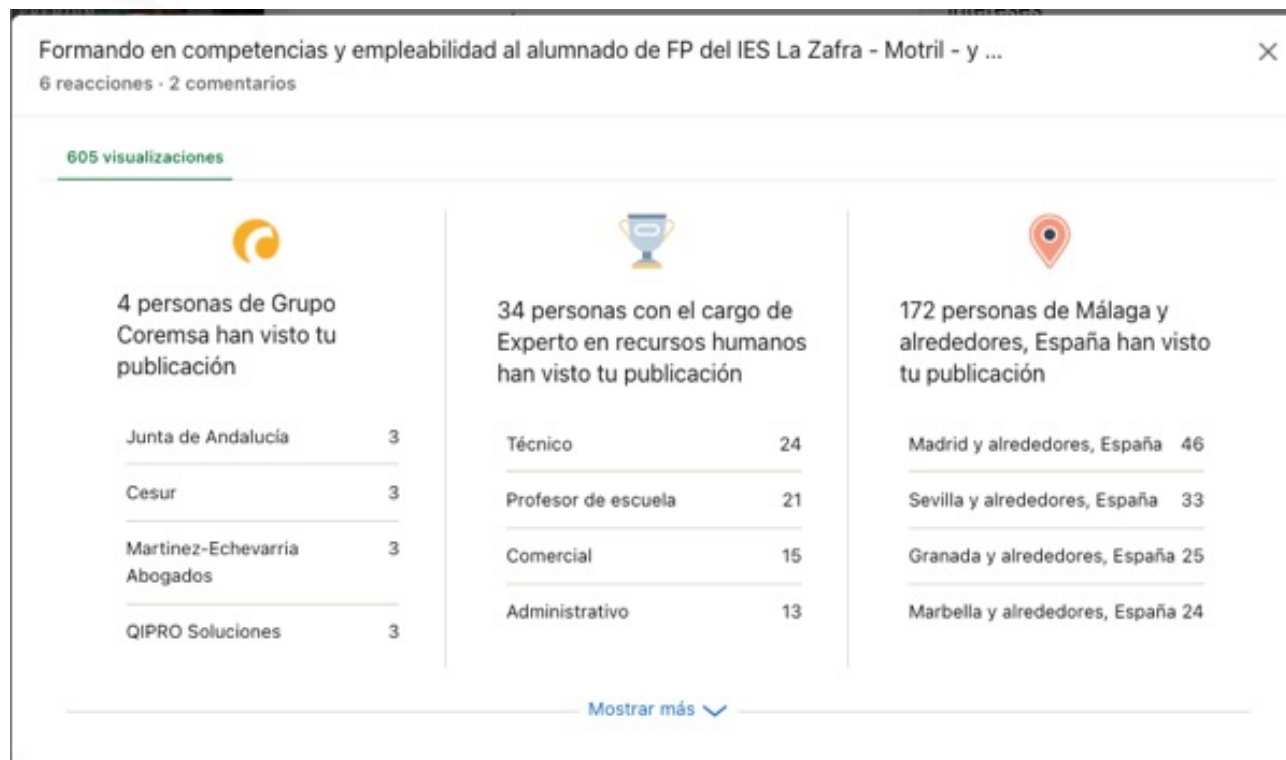 Formando en competencias y empleabilidad al alumnado de FP del IES La Zafra - Motril - y ...
6 reacciones · 2 comentarios
605 visualizaciones
4 personas de Grupo
Coremsa han visto tu
publicación
Junta de Andalucía 3
Cesur 3
Martinez-Echevarria 3
Abogados
QIPRO Soluciones 3
34 personas con el cargo de
Experto en recursos humanos
han visto tu publicación
Técnico 24
Profesor de escuela 21
Comercial 15
Administrativo 13
172 personas de Málaga y
alrededores, España han visto
tu publicación
Madrid y alrededores, España 46
Sevilla y alrededores, España 33
Granada y alrededores, España 25
Marbella y alrededores, España 24
Mostrar más